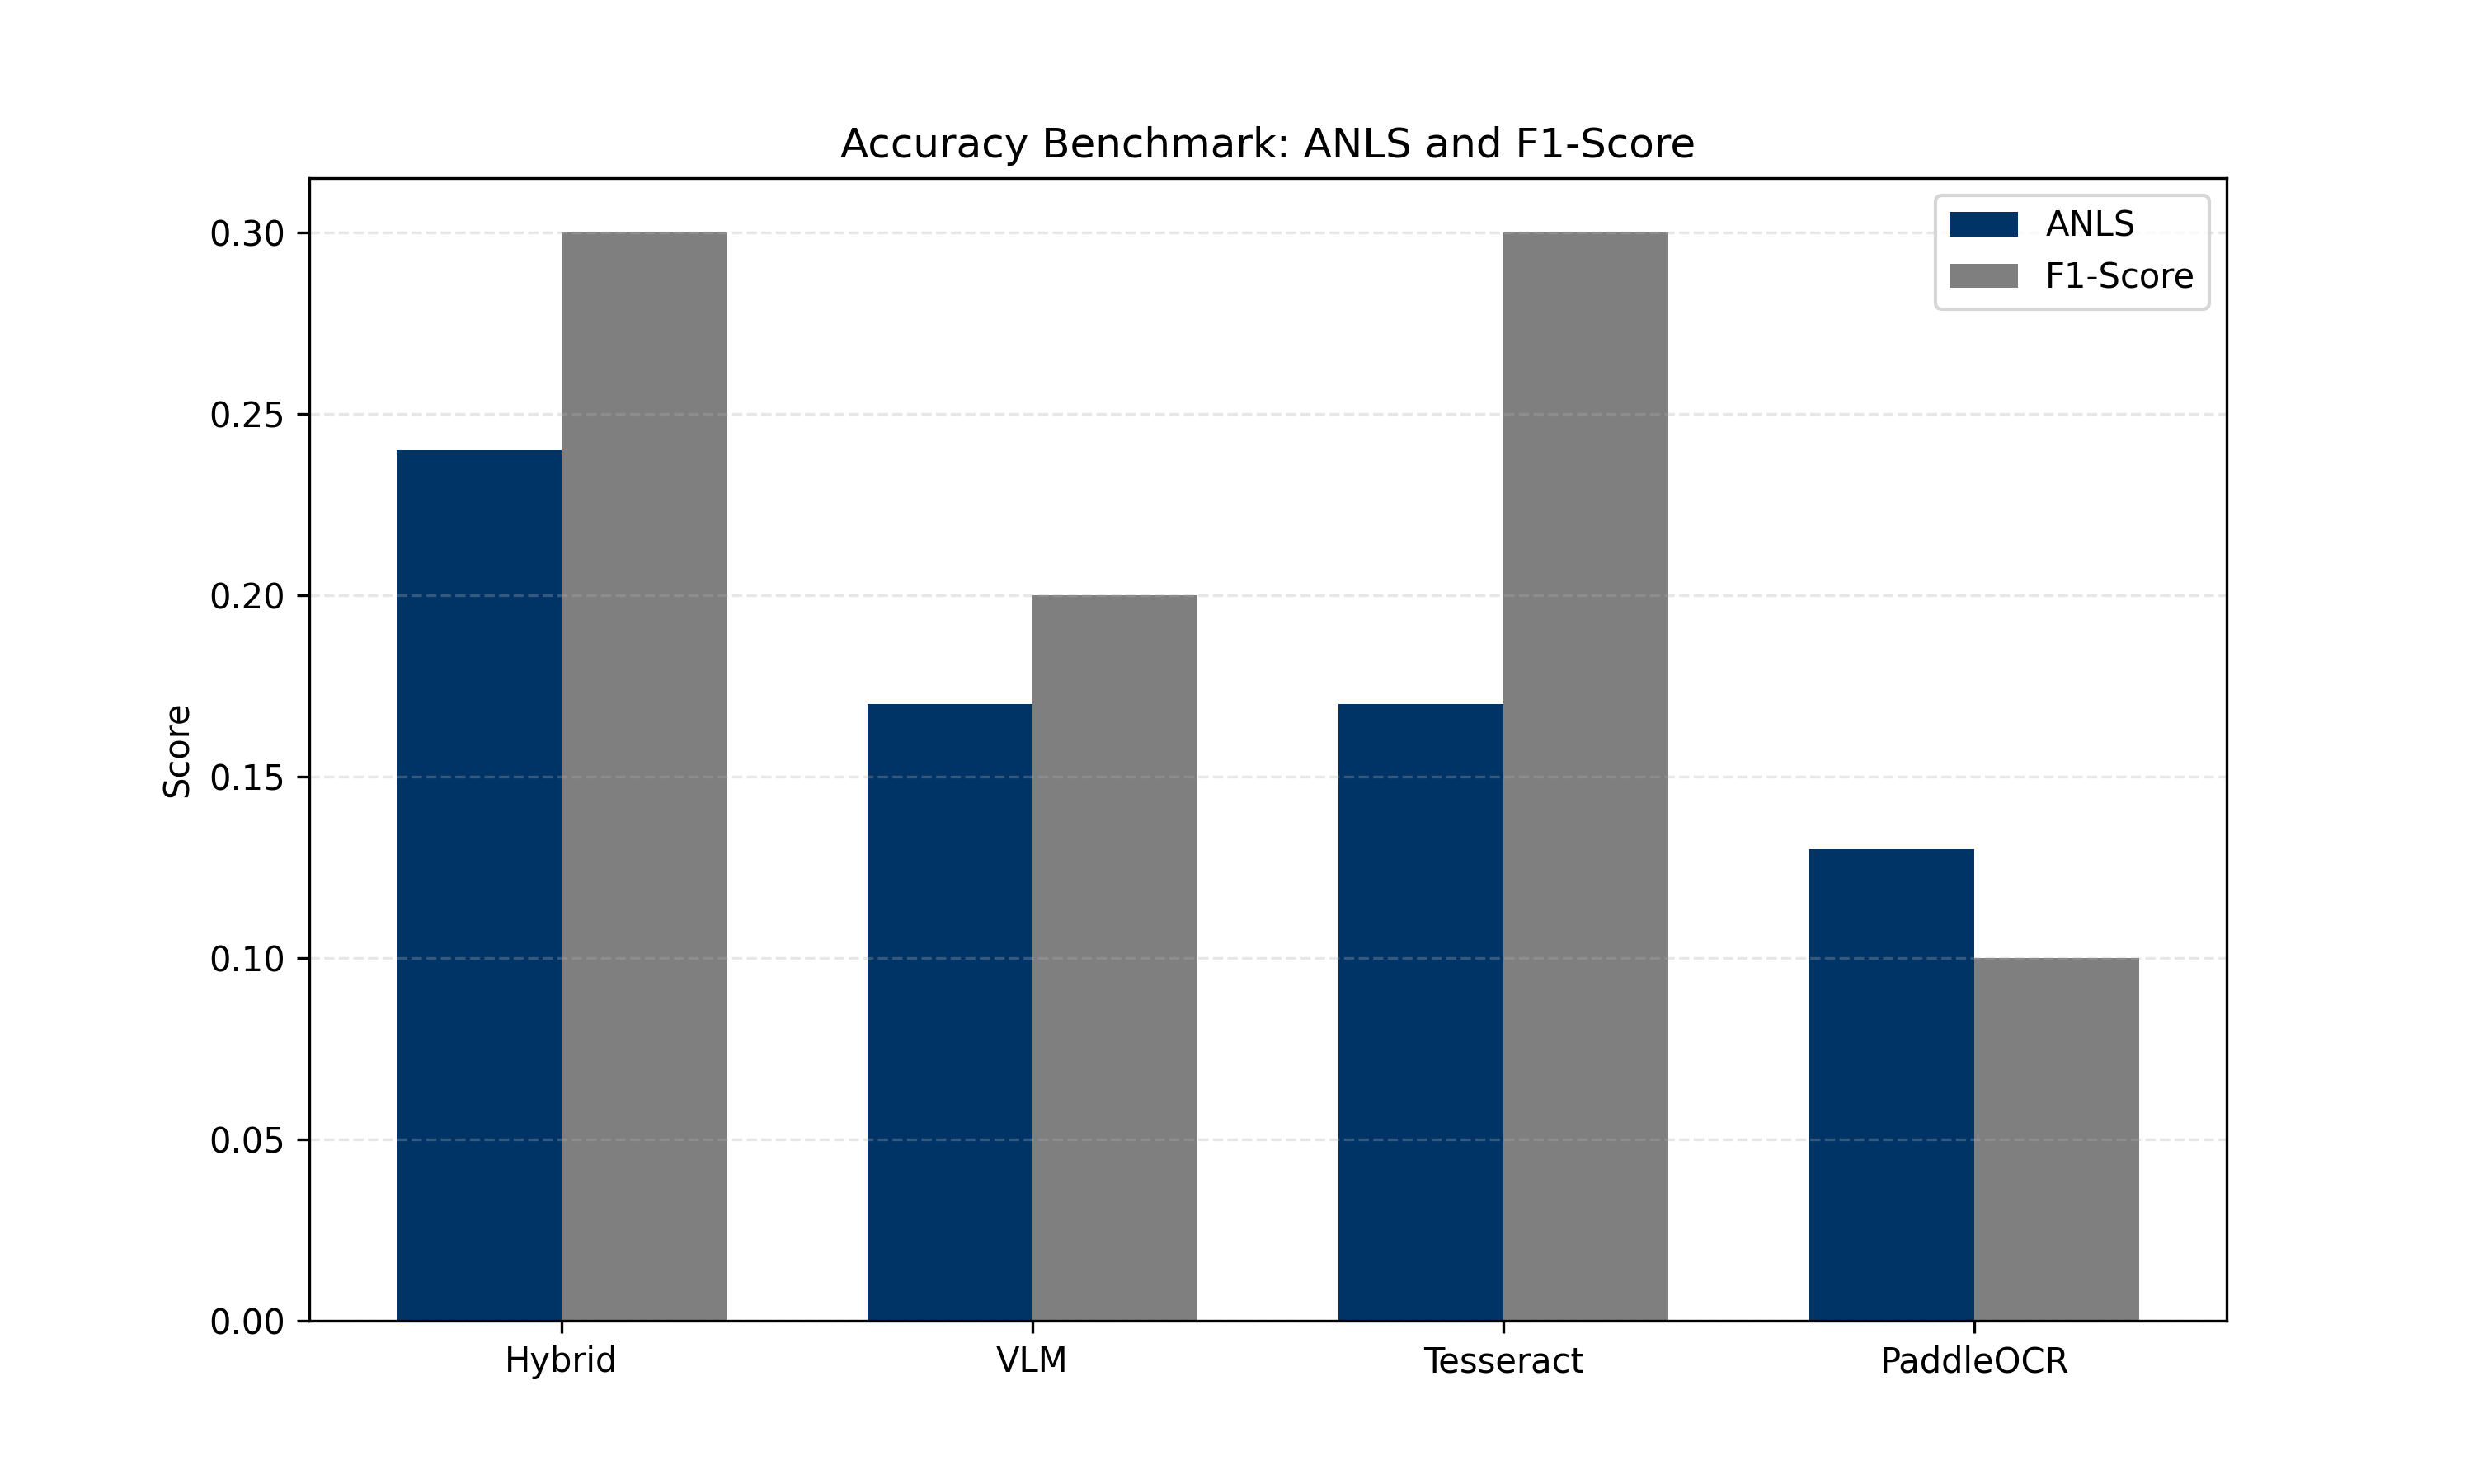 Accuracy Benchmark: ANLS and F1-Score
ANLS
F1-Score
0.30
0.25
0.20
0.15
0.10
0.05
0.00
Score
Hybrid
VLM
Tesseract
PaddleOCR